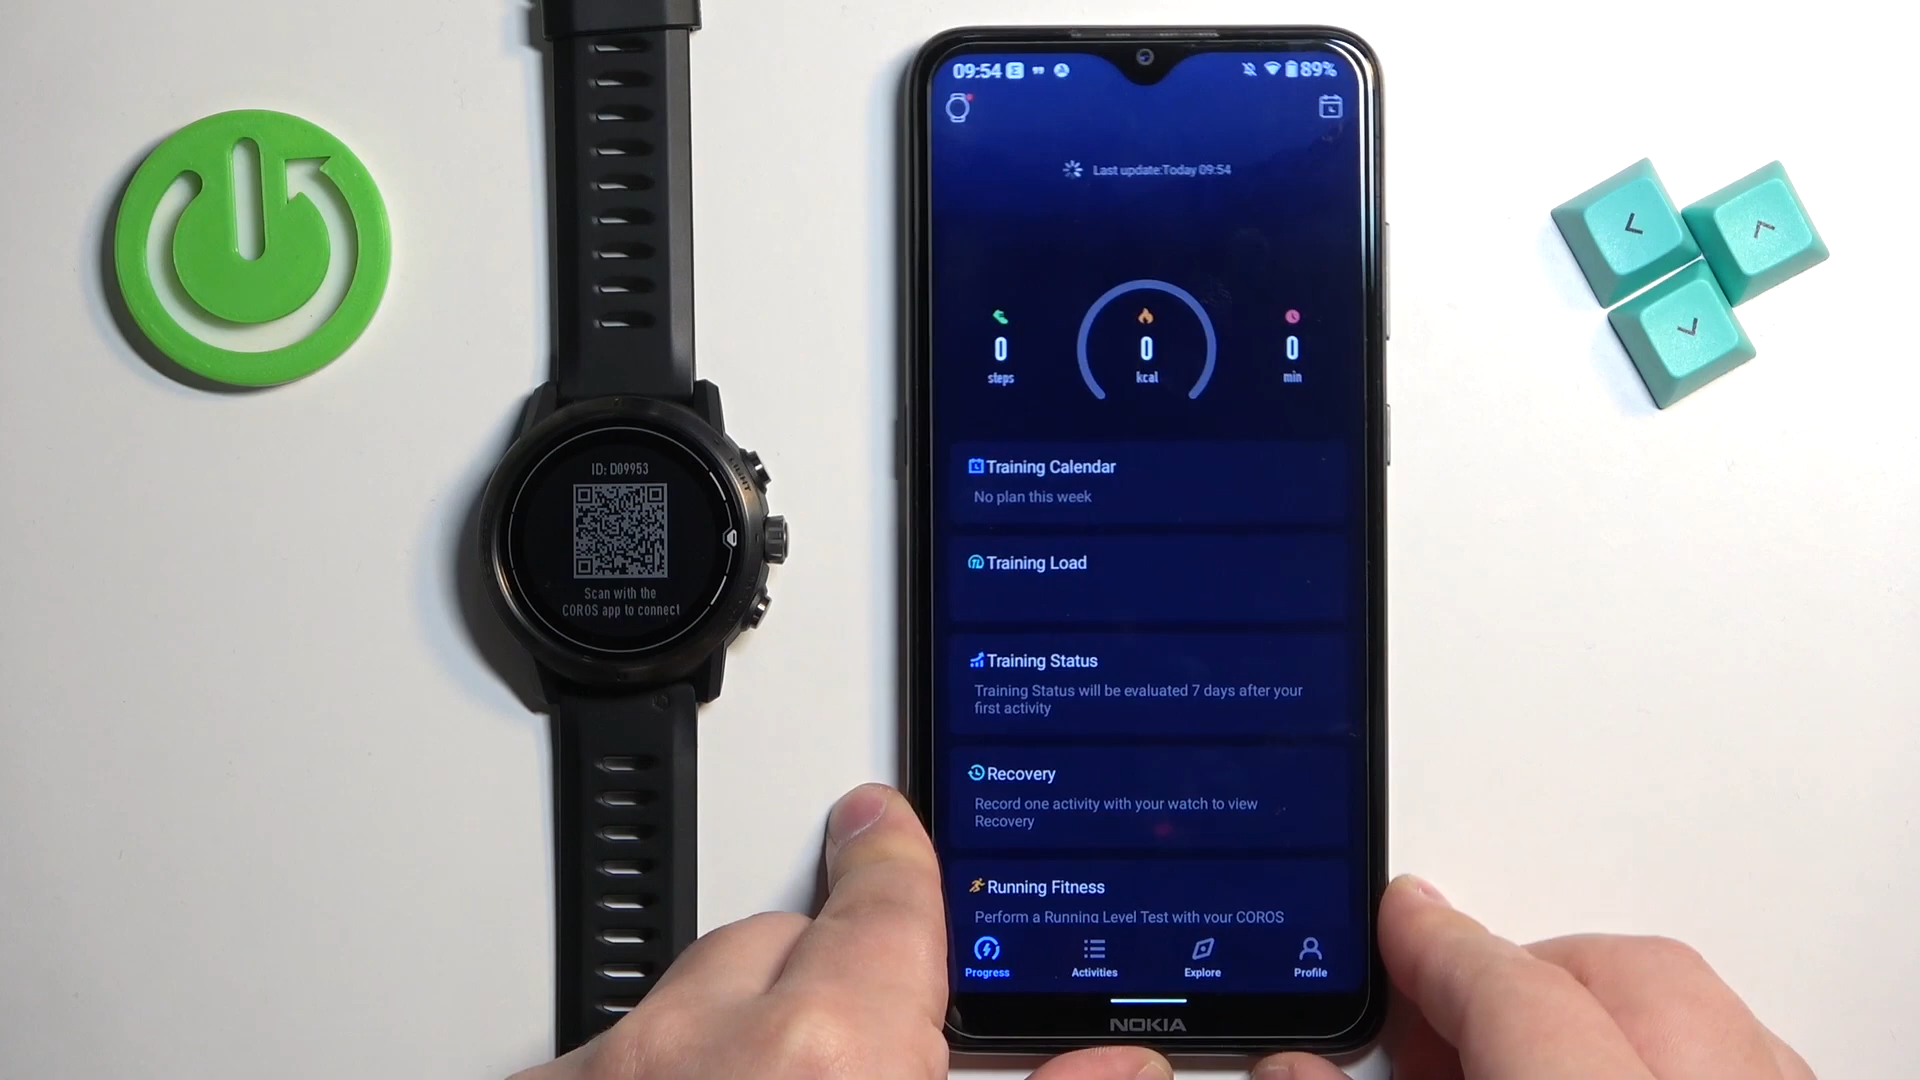 LIGHT
ID: D09953
Scan with the
COROS app to connect
09:54
89%
Last update:Today 09:54
0
steps
0
kcal
0
min
Training Calendar
No plan this week
Training Load
Training Status
Training Status will be evaluated 7 days after your
first activity
Recovery
Record one activity with your watch to view
Recovery
Running Fitness
Perform a Running Level Test with your COROS
Progress
Activities
Explore
Profile
NOKIA